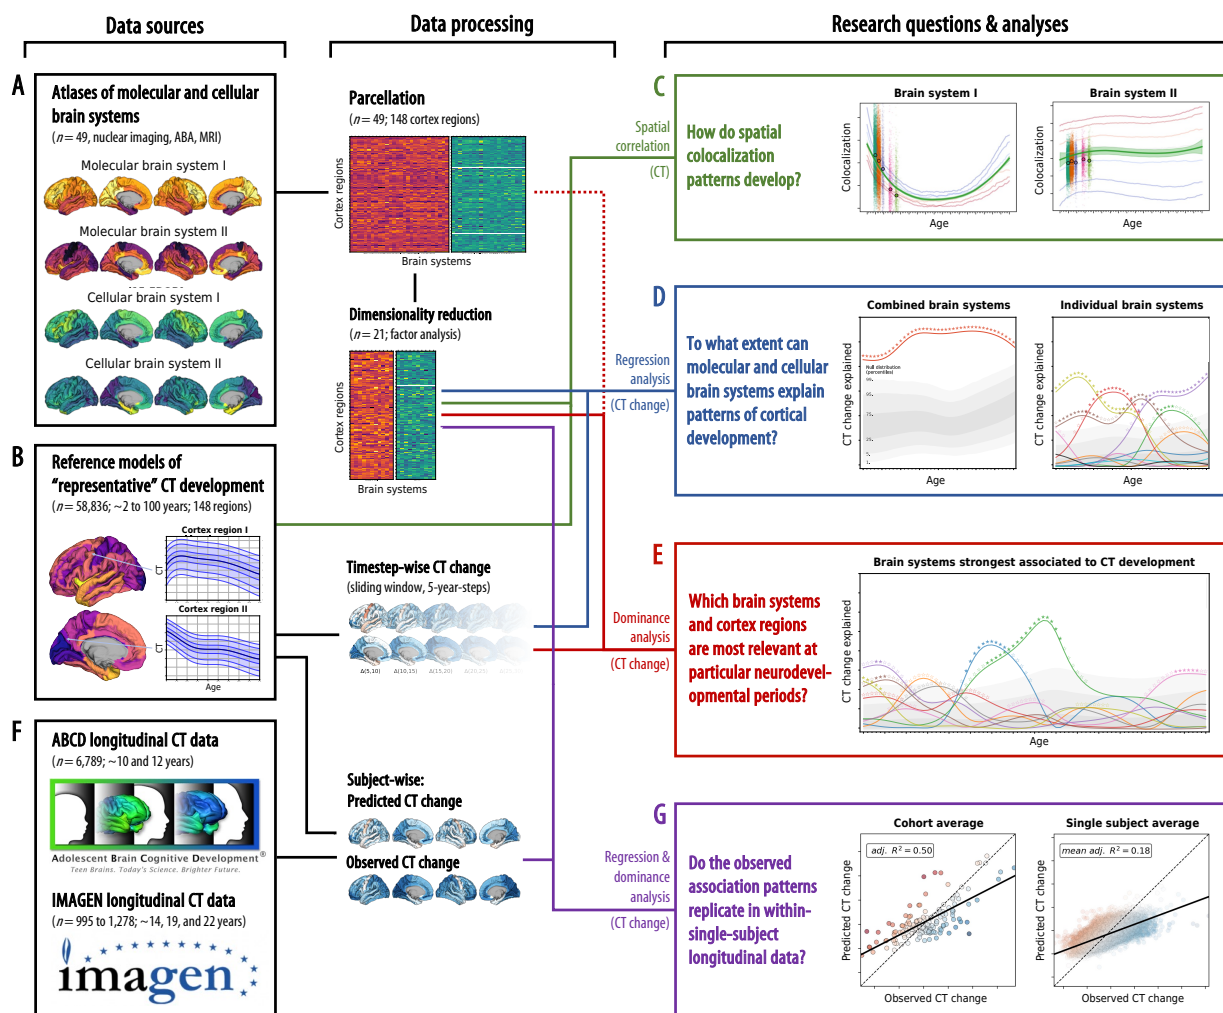 Data sources
Data processing
Research questions & analyses
A
Atlases of molecular and cellular
brain systems
(n = 49, nuclear imaging, ABA, MRI)
Molecular brain system I
Molecular brain system II
Cellular brain system I
Cellular brain system II
B
Reference models of
“representative” CT development
(n = 58,836; ~2 to 100 years; 148 regions)
Cortex region I
CT
Cortex region II
CT
Age
F
ABCD longitudinal CT data
(n = 6,789; ~10 and 12 years)
Adolescent Brain Cognitive Development®
Teen Brains. Today's Science. Brighter Future.
IMAGEN longitudinal CT data
(n = 995 to 1,278; ~14, 19, and 22 years)
imagen
Parcellation
(n = 49; 148 cortex regions)
Cortex regions
Brain systems
Dimensionality reduction
(n = 21; factor analysis)
Cortex regions
Brain systems
Timestep-wise CT change
(sliding window, 5-year-steps)
Δ(5,10) Δ(10,15) Δ(15,20) Δ(20,25)
Subject-wise:
Predicted CT change
Observed CT change
Spatial
correlation
(CT)
Regression
analysis
(CT change)
Dominance
analysis
(CT change)
Regression &
dominance
analysis
(CT change)
C
How do spatial
colocalization
patterns develop?
Brain system I
Brain system II
Colocalization
Colocalization
Age
D
To what extent can
molecular and cellular
brain systems explain
patterns of cortical
development?
Combined brain systems
Individual brain systems
CT change explained
Null distribution
(percentiles)
CT change explained
Age
Age
E
Which brain systems
and cortex regions
are most relevant at
particular neurodevel-
opmental periods?
Brain systems strongest associated to CT development
CT change explained
Age
G
Do the observed
association patterns
replicate in within-
single-subject
longitudinal data?
Cohort average
adj. R² = 0.50
Predicted CT change
Observed CT change
Single subject average
mean adj. R² = 0.18
Predicted CT change
Observed CT change